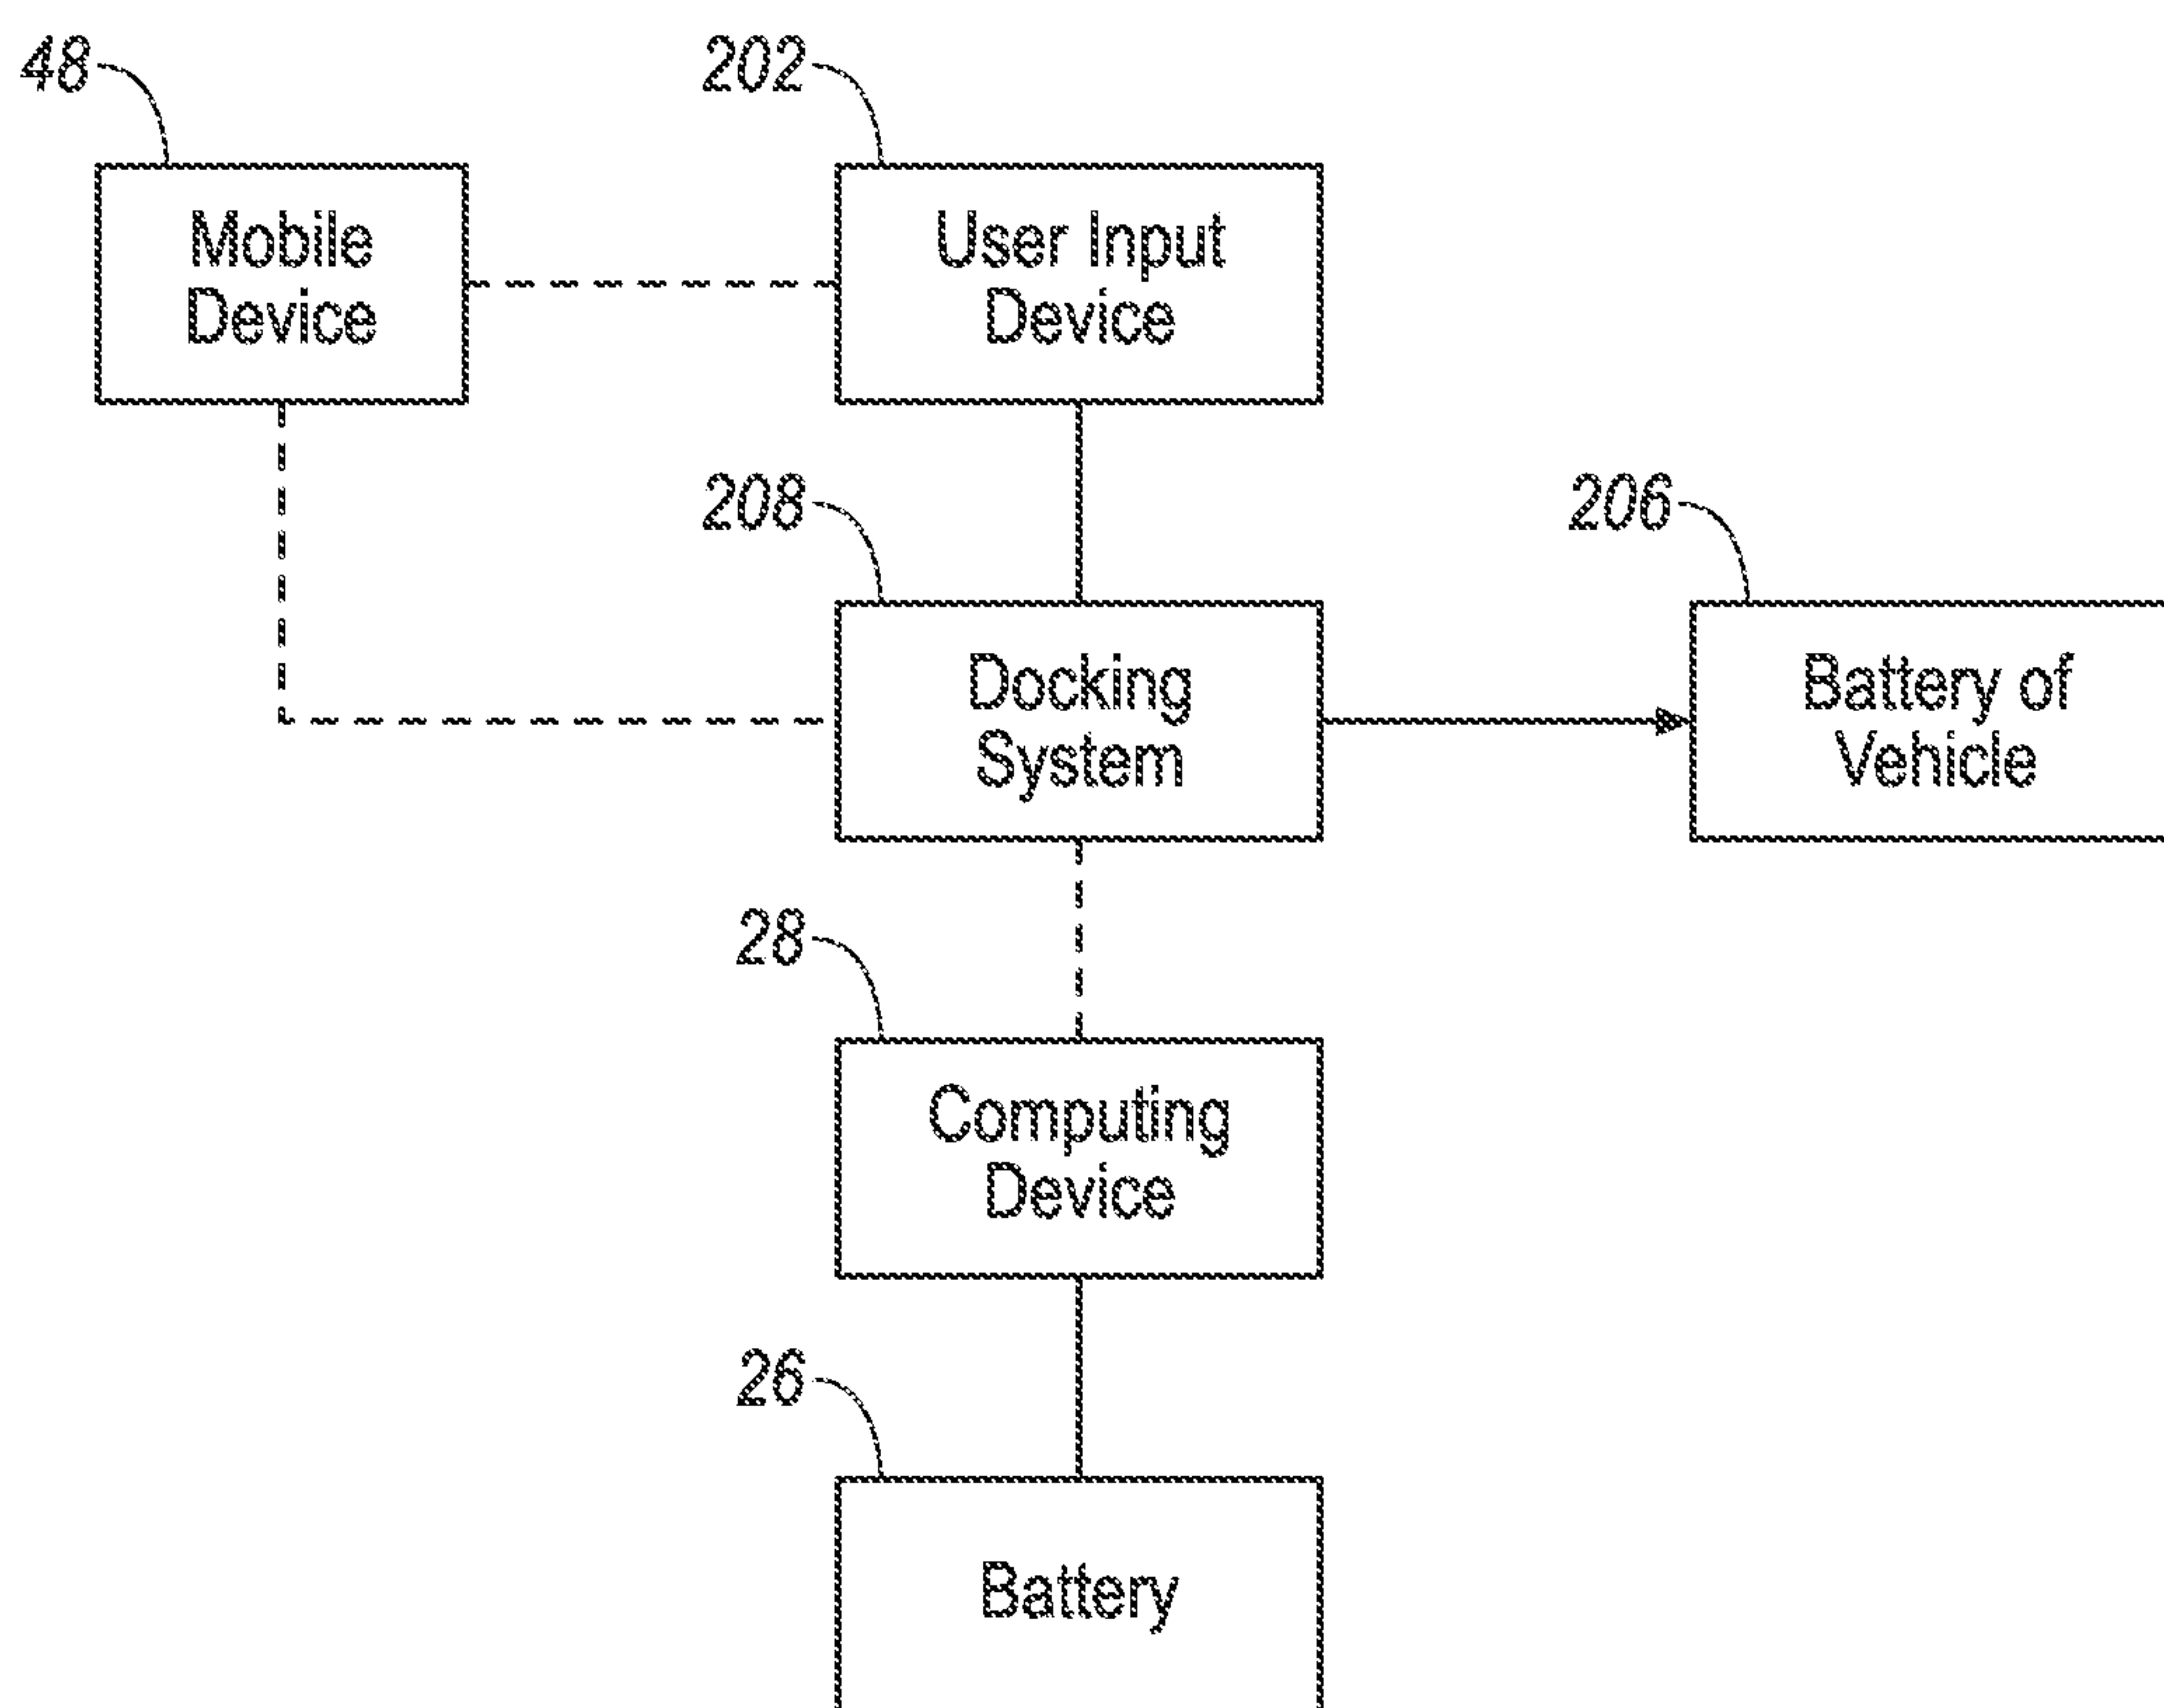 48
202
Mobile
Device
User Input
Device
208
206
Docking
System
Battery of
Vehicle
28
Computing
Device
26
Battery